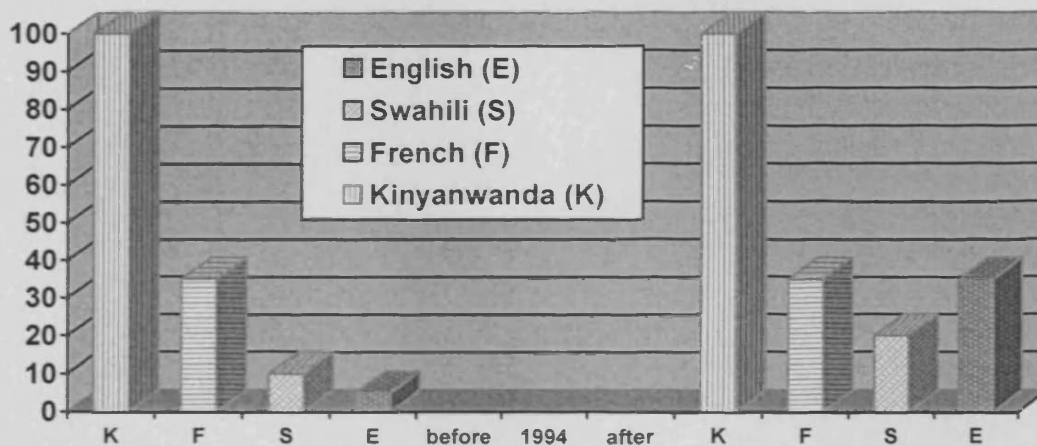 100
90
80
70
60
50
40
30
20
10
0
English (E)
Swahili (S)
French (F)
Kinyanwanda (K)
K F S E before 1994 after K F S E